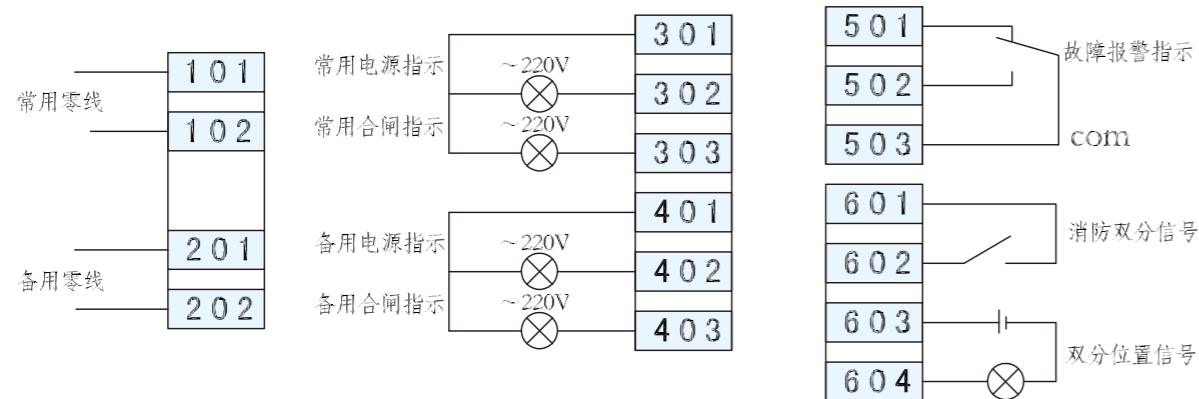 101
常用零线
102
201
备用零线
202
301
常用电源指示
~220V
302
常用合闸指示
~220V
303
401
备用电源指示
~220V
402
备用合闸指示
~220V
403
501
故障报警指示
502
503
com
601
消防双分信号
602
603
双分位置信号
604